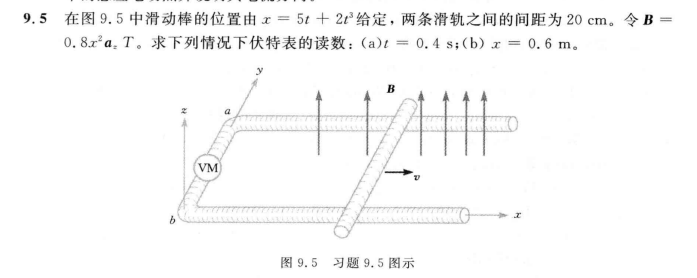 9.5 在图 9.5 中滑动棒的位置由 x = 5t + 2t³ 给定，两条滑轨之间的间距为 20 cm。令 B =
0.8x²a_z T。求下列情况下伏特表的读数：(a)t = 0.4 s；(b) x = 0.6 m。
y
B
z
a
VM
v
b
x
图 9.5 习题 9.5 图示